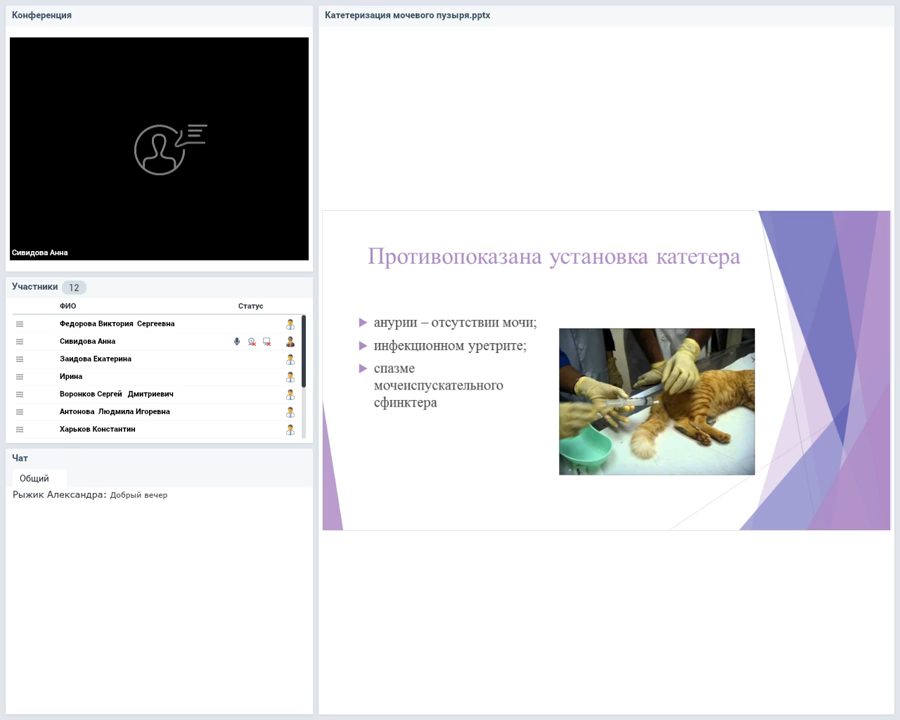 Конференция
Сивидова Анна
Участники 12
ФИО Статус
Федорова Виктория Сергеевна
Сивидова Анна
Заидова Екатерина
Ирина
Воронков Сергей Дмитриевич
Антонова Людмила Игоревна
Харьков Константин
Чат
Общий
Рыжик Александра: Добрый вечер
Катетеризация мочевого пузыря.pptx
Противопоказана установка катетера
анурии – отсутствии мочи;
инфекционном уретрите;
спазме
мочеиспускательного
сфинктера